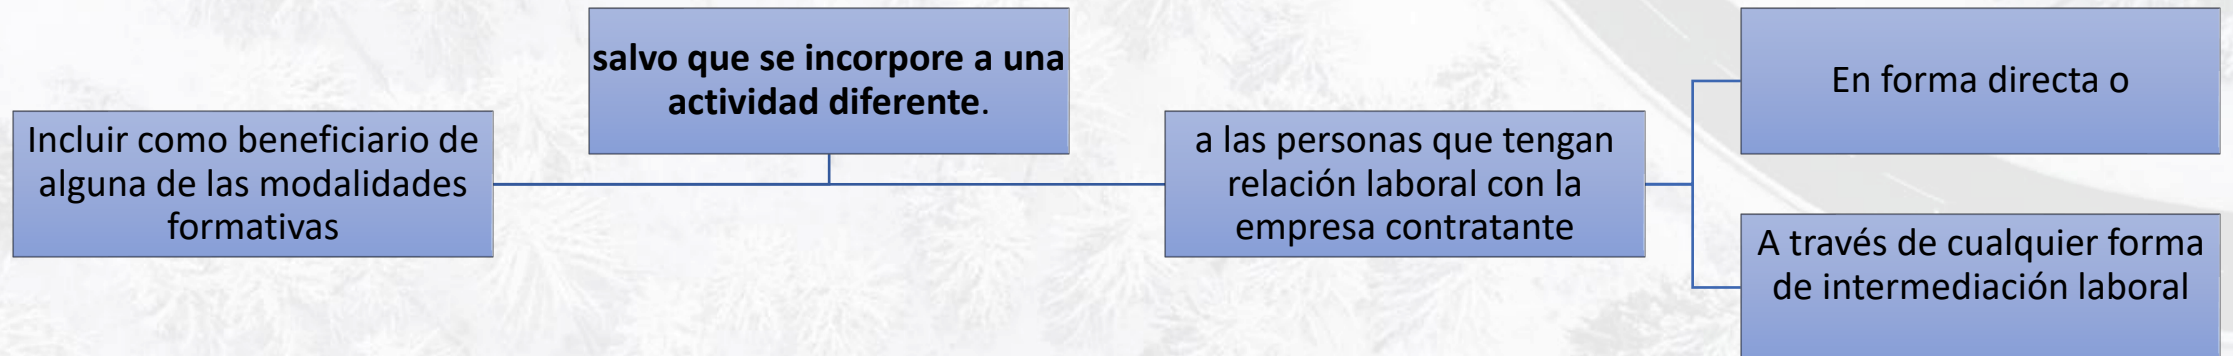 Incluir como beneficiario de
alguna de las modalidades
formativas
salvo que se incorpore a una
actividad diferente.
a las personas que tengan
relación laboral con la
empresa contratante
En forma directa o
A través de cualquier forma
de intermediación laboral